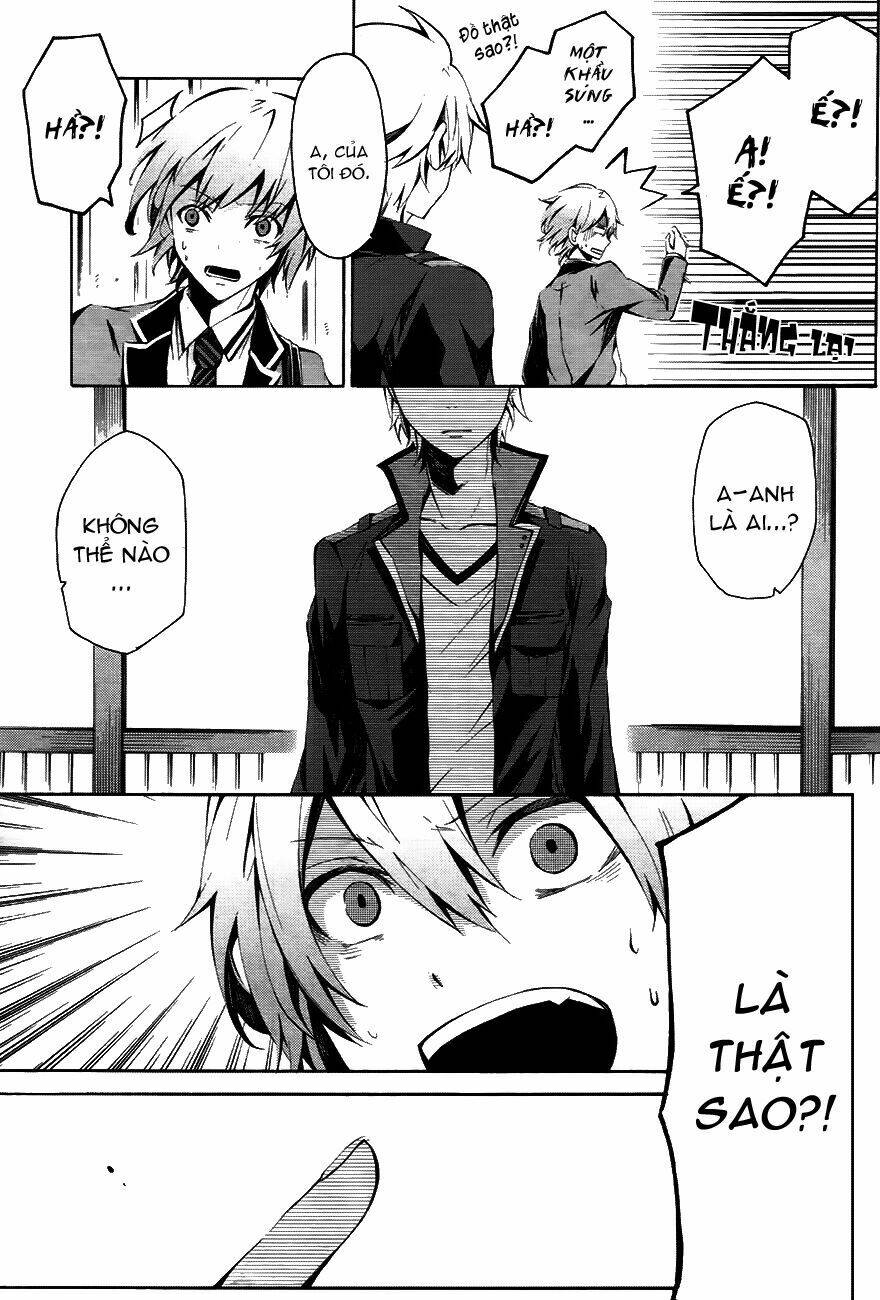 Ế?!
A!
Ế?!
THẲNG LẠI
MỘT
KHẨU
SÚNG
...
HẢ?!
Đồ thật
sao?!
A, CỦA
TÔI ĐÓ.
HẢ?!
A-ANH
LÀ AI...?
KHÔNG
THỂ NÀO
...
LÀ
THẬT
SAO?!